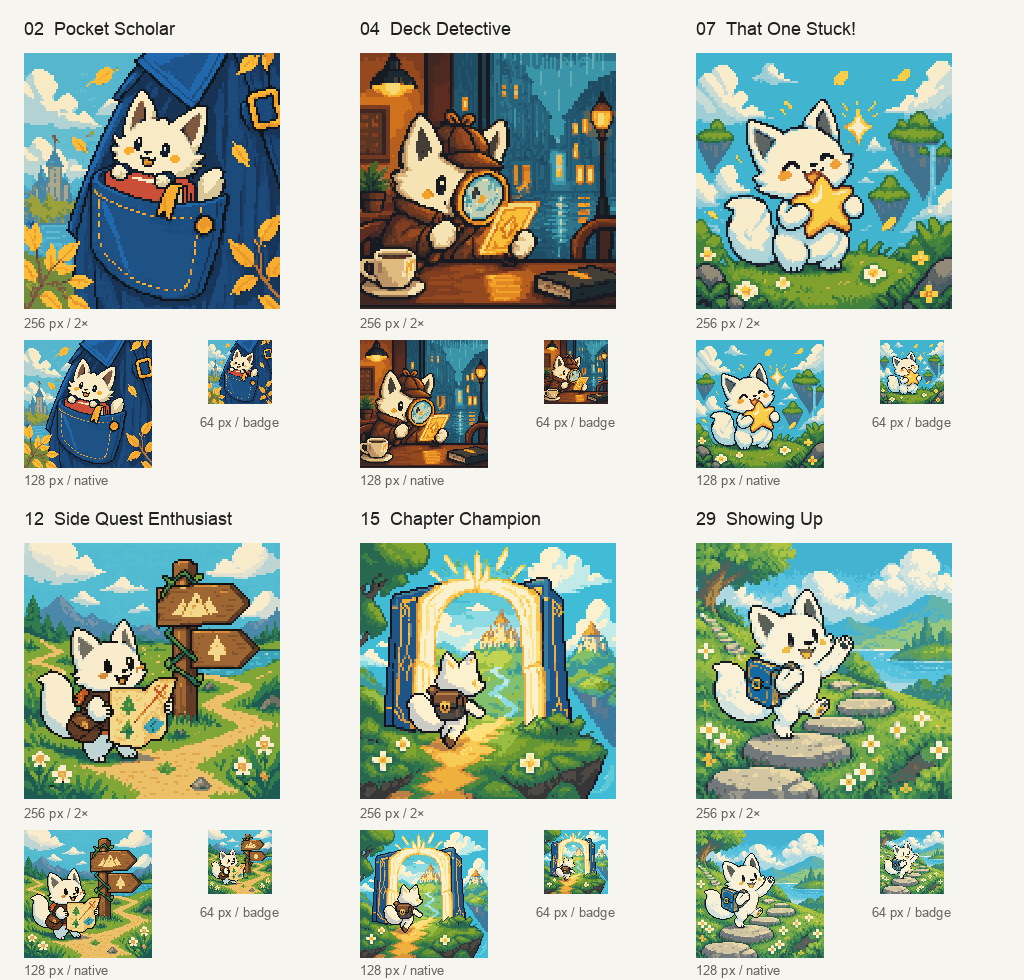 02 Pocket Scholar
04 Deck Detective
07 That One Stuck!
256 px / 2×
256 px / 2×
256 px / 2×
64 px / badge
64 px / badge
64 px / badge
128 px / native
128 px / native
128 px / native
12 Side Quest Enthusiast
15 Chapter Champion
29 Showing Up
256 px / 2×
256 px / 2×
256 px / 2×
64 px / badge
64 px / badge
64 px / badge
128 px / native
128 px / native
128 px / native